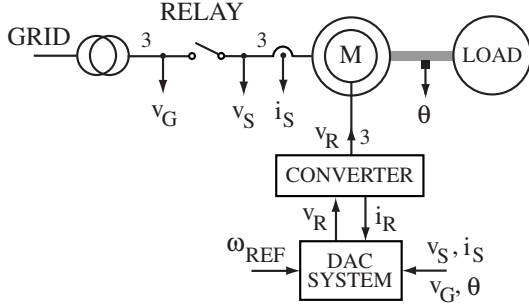 RELAY
GRID
3
3
M
LOAD
v_G
v_S
i_S
θ
v_R
3
CONVERTER
v_R
i_R
ω_REF
DAC
SYSTEM
v_S, i_S
v_G, θ